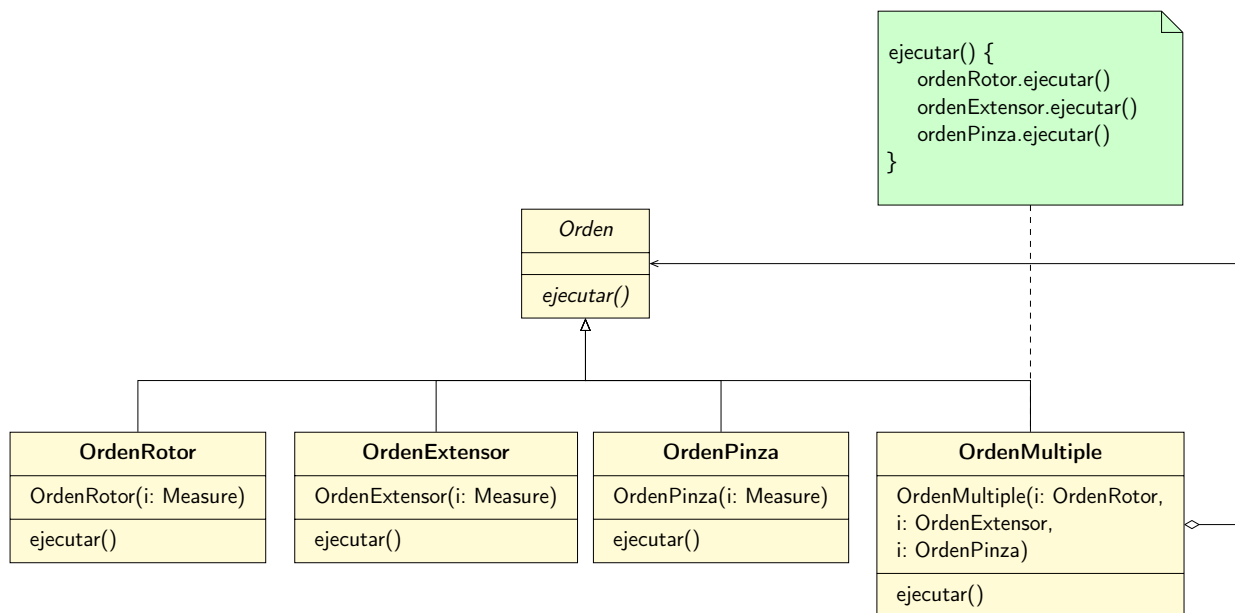 ejecutar() {
ordenRotor.ejecutar()
ordenExtensor.ejecutar()
ordenPinza.ejecutar()
}
Orden
ejecutar()
OrdenRotor
OrdenRotor(i: Measure)
ejecutar()
OrdenExtensor
OrdenExtensor(i: Measure)
ejecutar()
OrdenPinza
OrdenPinza(i: Measure)
ejecutar()
OrdenMultiple
OrdenMultiple(i: OrdenRotor,
i: OrdenExtensor,
i: OrdenPinza)
ejecutar()